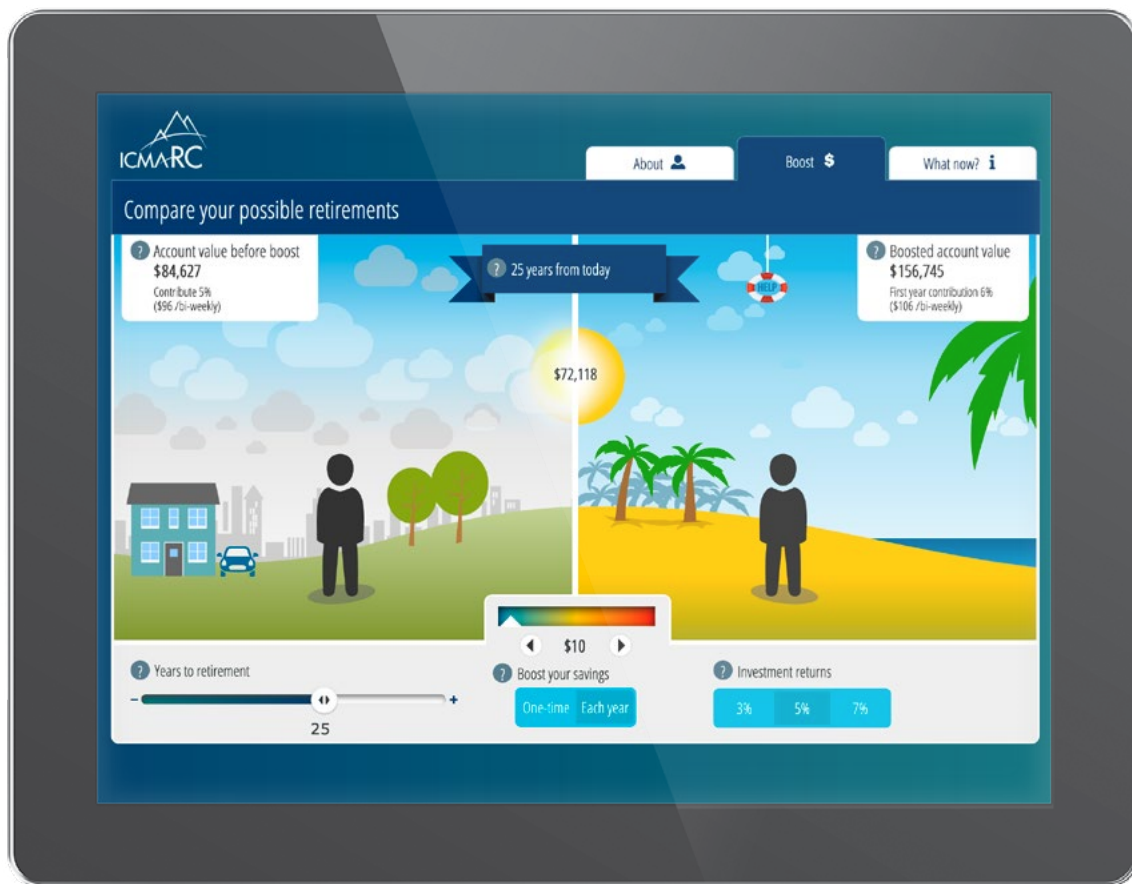 ICMARC
About
Boost $
What now? i
Compare your possible retirements
? Account value before boost
$84,627
Contribute 5%
($96 /bi-weekly)
? 25 years from today
HELP
? Boosted account value
$156,745
First year contribution 6%
($106 /bi-weekly)
$72,118
$10
? Years to retirement
- +
25
? Boost your savings
One-time Each year
? Investment returns
3% 5% 7%